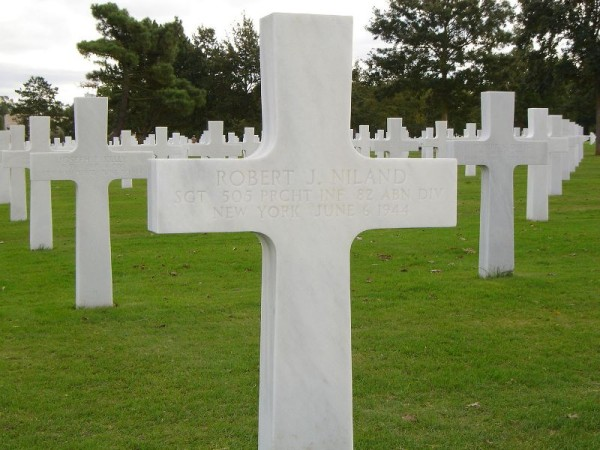 ROBERT J. NILAND
SGT 505 PRCHT INF 82 ABN DIV
NEW YORK JUNE 6 1944